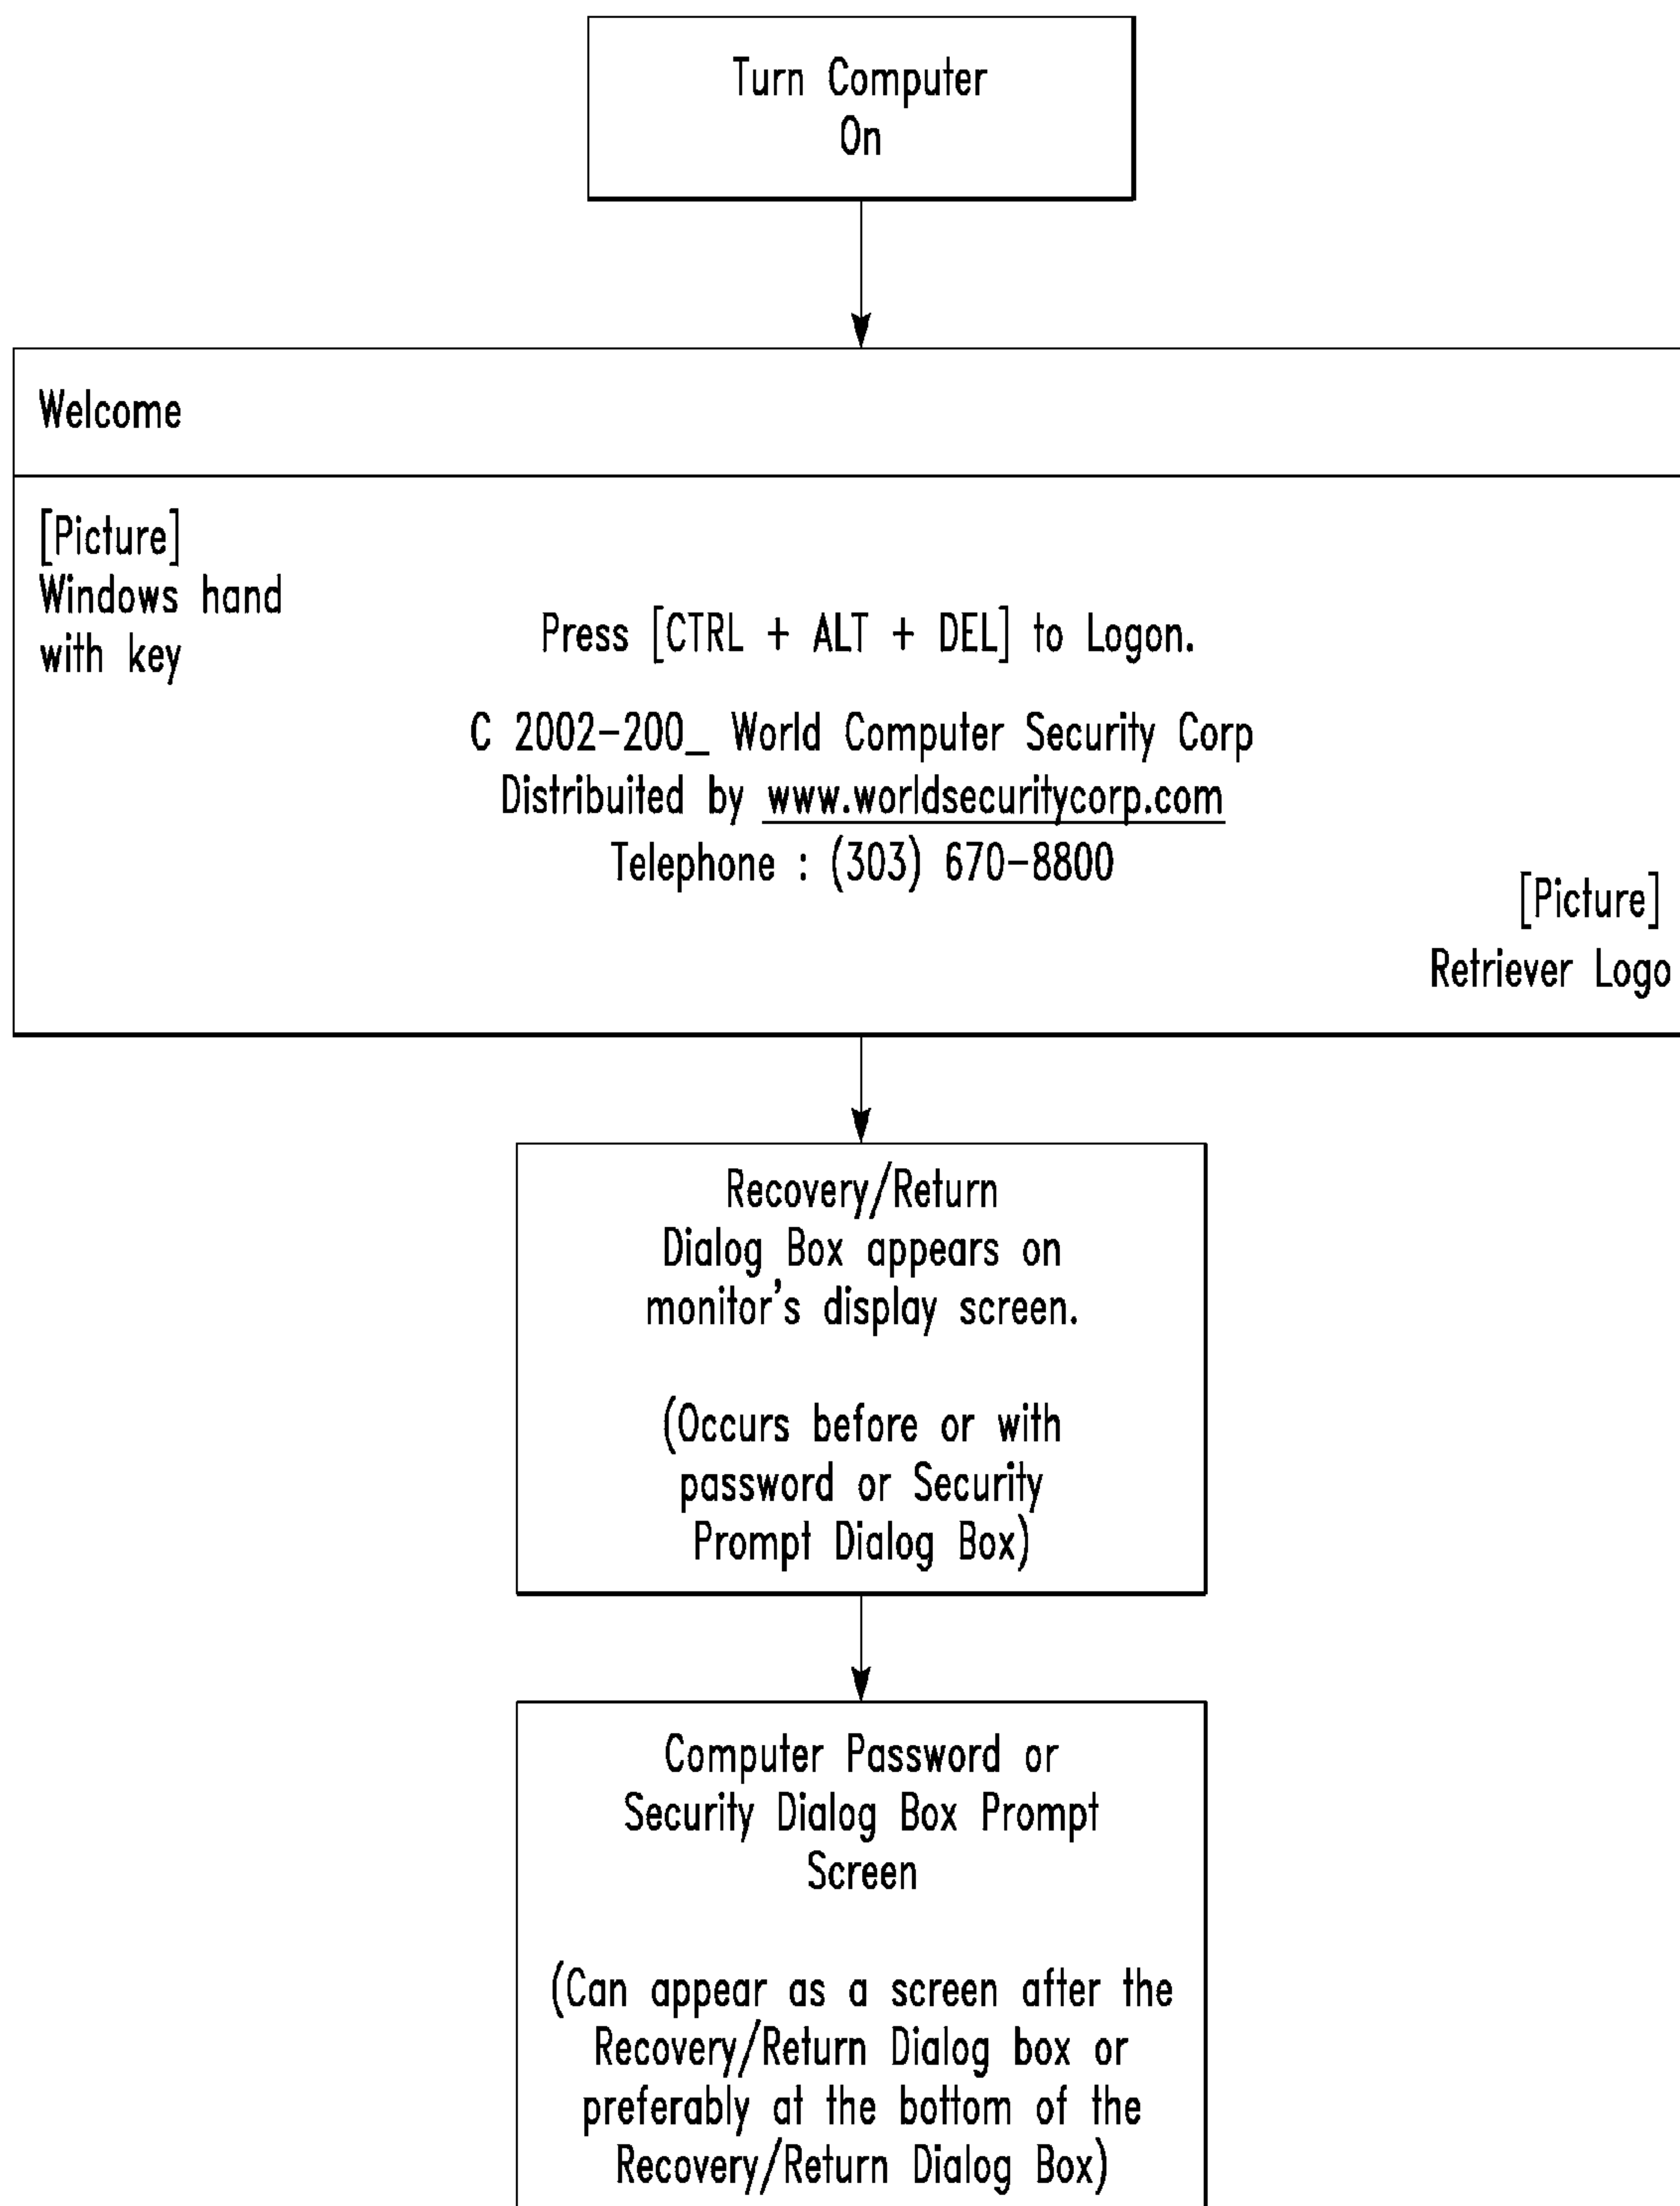 Turn Computer
On
Welcome
[Picture]
Windows hand
with key
Press [CTRL + ALT + DEL] to Logon.
C 2002-200_ World Computer Security Corp
Distribuited by www.worldsecuritycorp.com
Telephone : (303) 670-8800
[Picture]
Retriever Logo
Recovery/Return
Dialog Box appears on
monitor's display screen.
(Occurs before or with
password or Security
Prompt Dialog Box)
Computer Password or
Security Dialog Box Prompt
Screen
(Can appear as a screen after the
Recovery/Return Dialog box or
preferably at the bottom of the
Recovery/Return Dialog Box)